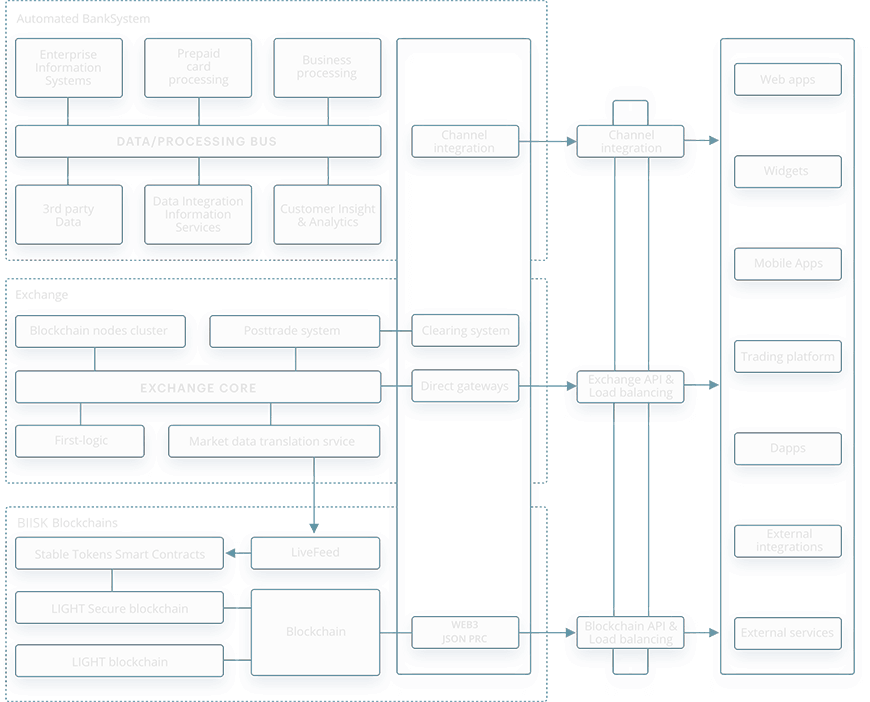 Automated BankSystem
Enterprise
Information
Systems
Prepaid
card
processing
Business
processing
DATA/PROCESSING BUS
3rd party
Data
Data Integration
Information
Services
Customer Insight
& Analytics
Channel
integration
Channel
integration
Exchange
Blockchain nodes cluster
Posttrade system
Clearing system
EXCHANGE CORE
Direct gateways
Exchange API &
Load balancing
First-logic
Market data translation srvice
BIISK Blockchains
Stable Tokens Smart Contracts
LiveFeed
LIGHT Secure blockchain
Blockchain
LIGHT blockchain
WEB3
JSON PRC
Blockchain API &
Load balancing
Web apps
Widgets
Mobile Apps
Trading platform
Dapps
External
integrations
External services